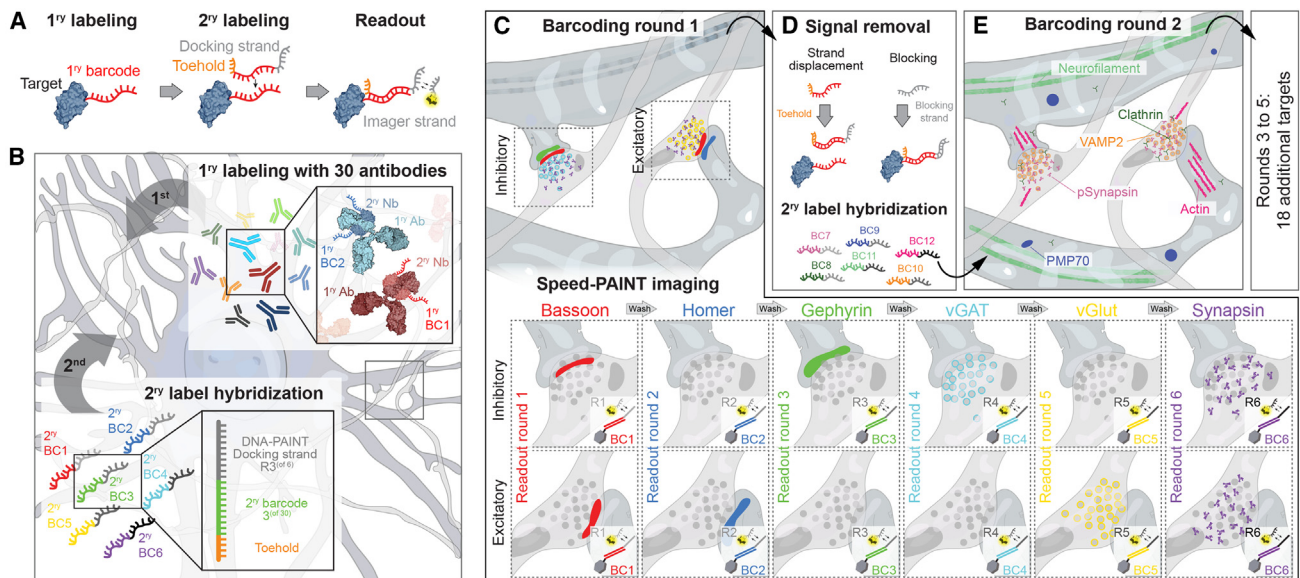 A
1ry labeling
2ry labeling
Readout
Docking strand
Toehold
1ry barcode
Target
Imager strand
B
1ry labeling with 30 antibodies
1st
2ry Nb
1ry Ab
1ry
BC2
2ry Nb
1ry Ab
1ry
BC1
2nd
2ry label hybridization
2ry
BC2
2ry
BC1
2ry
BC4
2ry
BC3
2ry
BC5
2ry
BC6
DNA-PAINT
Docking strand
R3(of 6)
2ry barcode
3(of 30)
Toehold
C
Barcoding round 1
Inhibitory
Excitatory
D
Signal removal
Strand
displacement
Blocking
Toehold
Blocking
strand
2ry label hybridization
BC7
BC9
BC12
BC8
BC11
BC10
E
Barcoding round 2
Neurofilament
Clathrin
VAMP2
pSynapsin
Actin
PMP70
Rounds 3 to 5:
18 additional targets
Speed-PAINT imaging
Bassoon
Wash
Homer
Wash
Gephyrin
Wash
vGAT
Wash
vGlut
Wash
Synapsin
Inhibitory
Excitatory
Readout round 1
R1
BC1
R1
BC1
Readout round 2
R2
BC2
R2
BC2
Readout round 3
R3
BC3
R3
BC3
Readout round 4
R4
BC4
R4
BC4
Readout round 5
R5
BC5
R5
BC5
Readout round 6
R6
BC6
R6
BC6